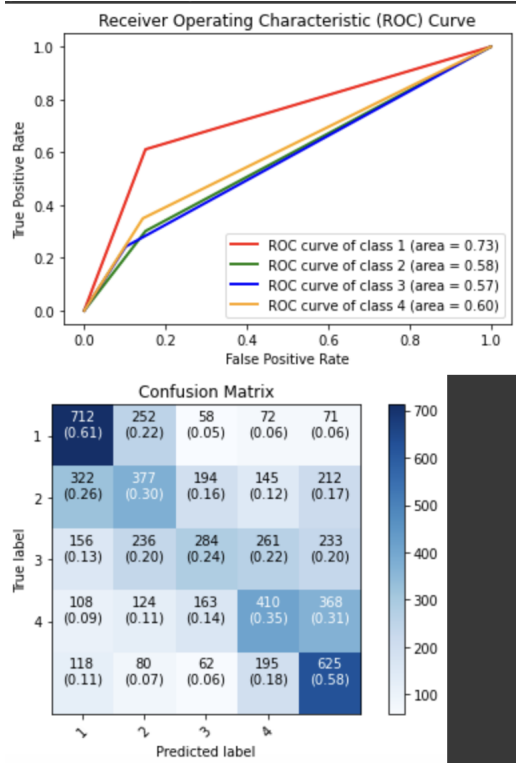 Receiver Operating Characteristic (ROC) Curve
1.0
0.8
0.6
0.4
0.2
0.0
True Positive Rate
ROC curve of class 1 (area = 0.73)
ROC curve of class 2 (area = 0.58)
ROC curve of class 3 (area = 0.57)
ROC curve of class 4 (area = 0.60)
0.0 0.2 0.4 0.6 0.8 1.0
False Positive Rate
Confusion Matrix
712 252 58 72 71
(0.61) (0.22) (0.05) (0.06) (0.06)
322 377 194 145 212
(0.26) (0.30) (0.16) (0.12) (0.17)
156 236 284 261 233
(0.13) (0.20) (0.24) (0.22) (0.20)
108 124 163 410 368
(0.09) (0.11) (0.14) (0.35) (0.31)
118 80 62 195 625
(0.11) (0.07) (0.06) (0.18) (0.58)
1
2
3
4
True label
1 2 3 4
Predicted label
700
600
500
400
300
200
100